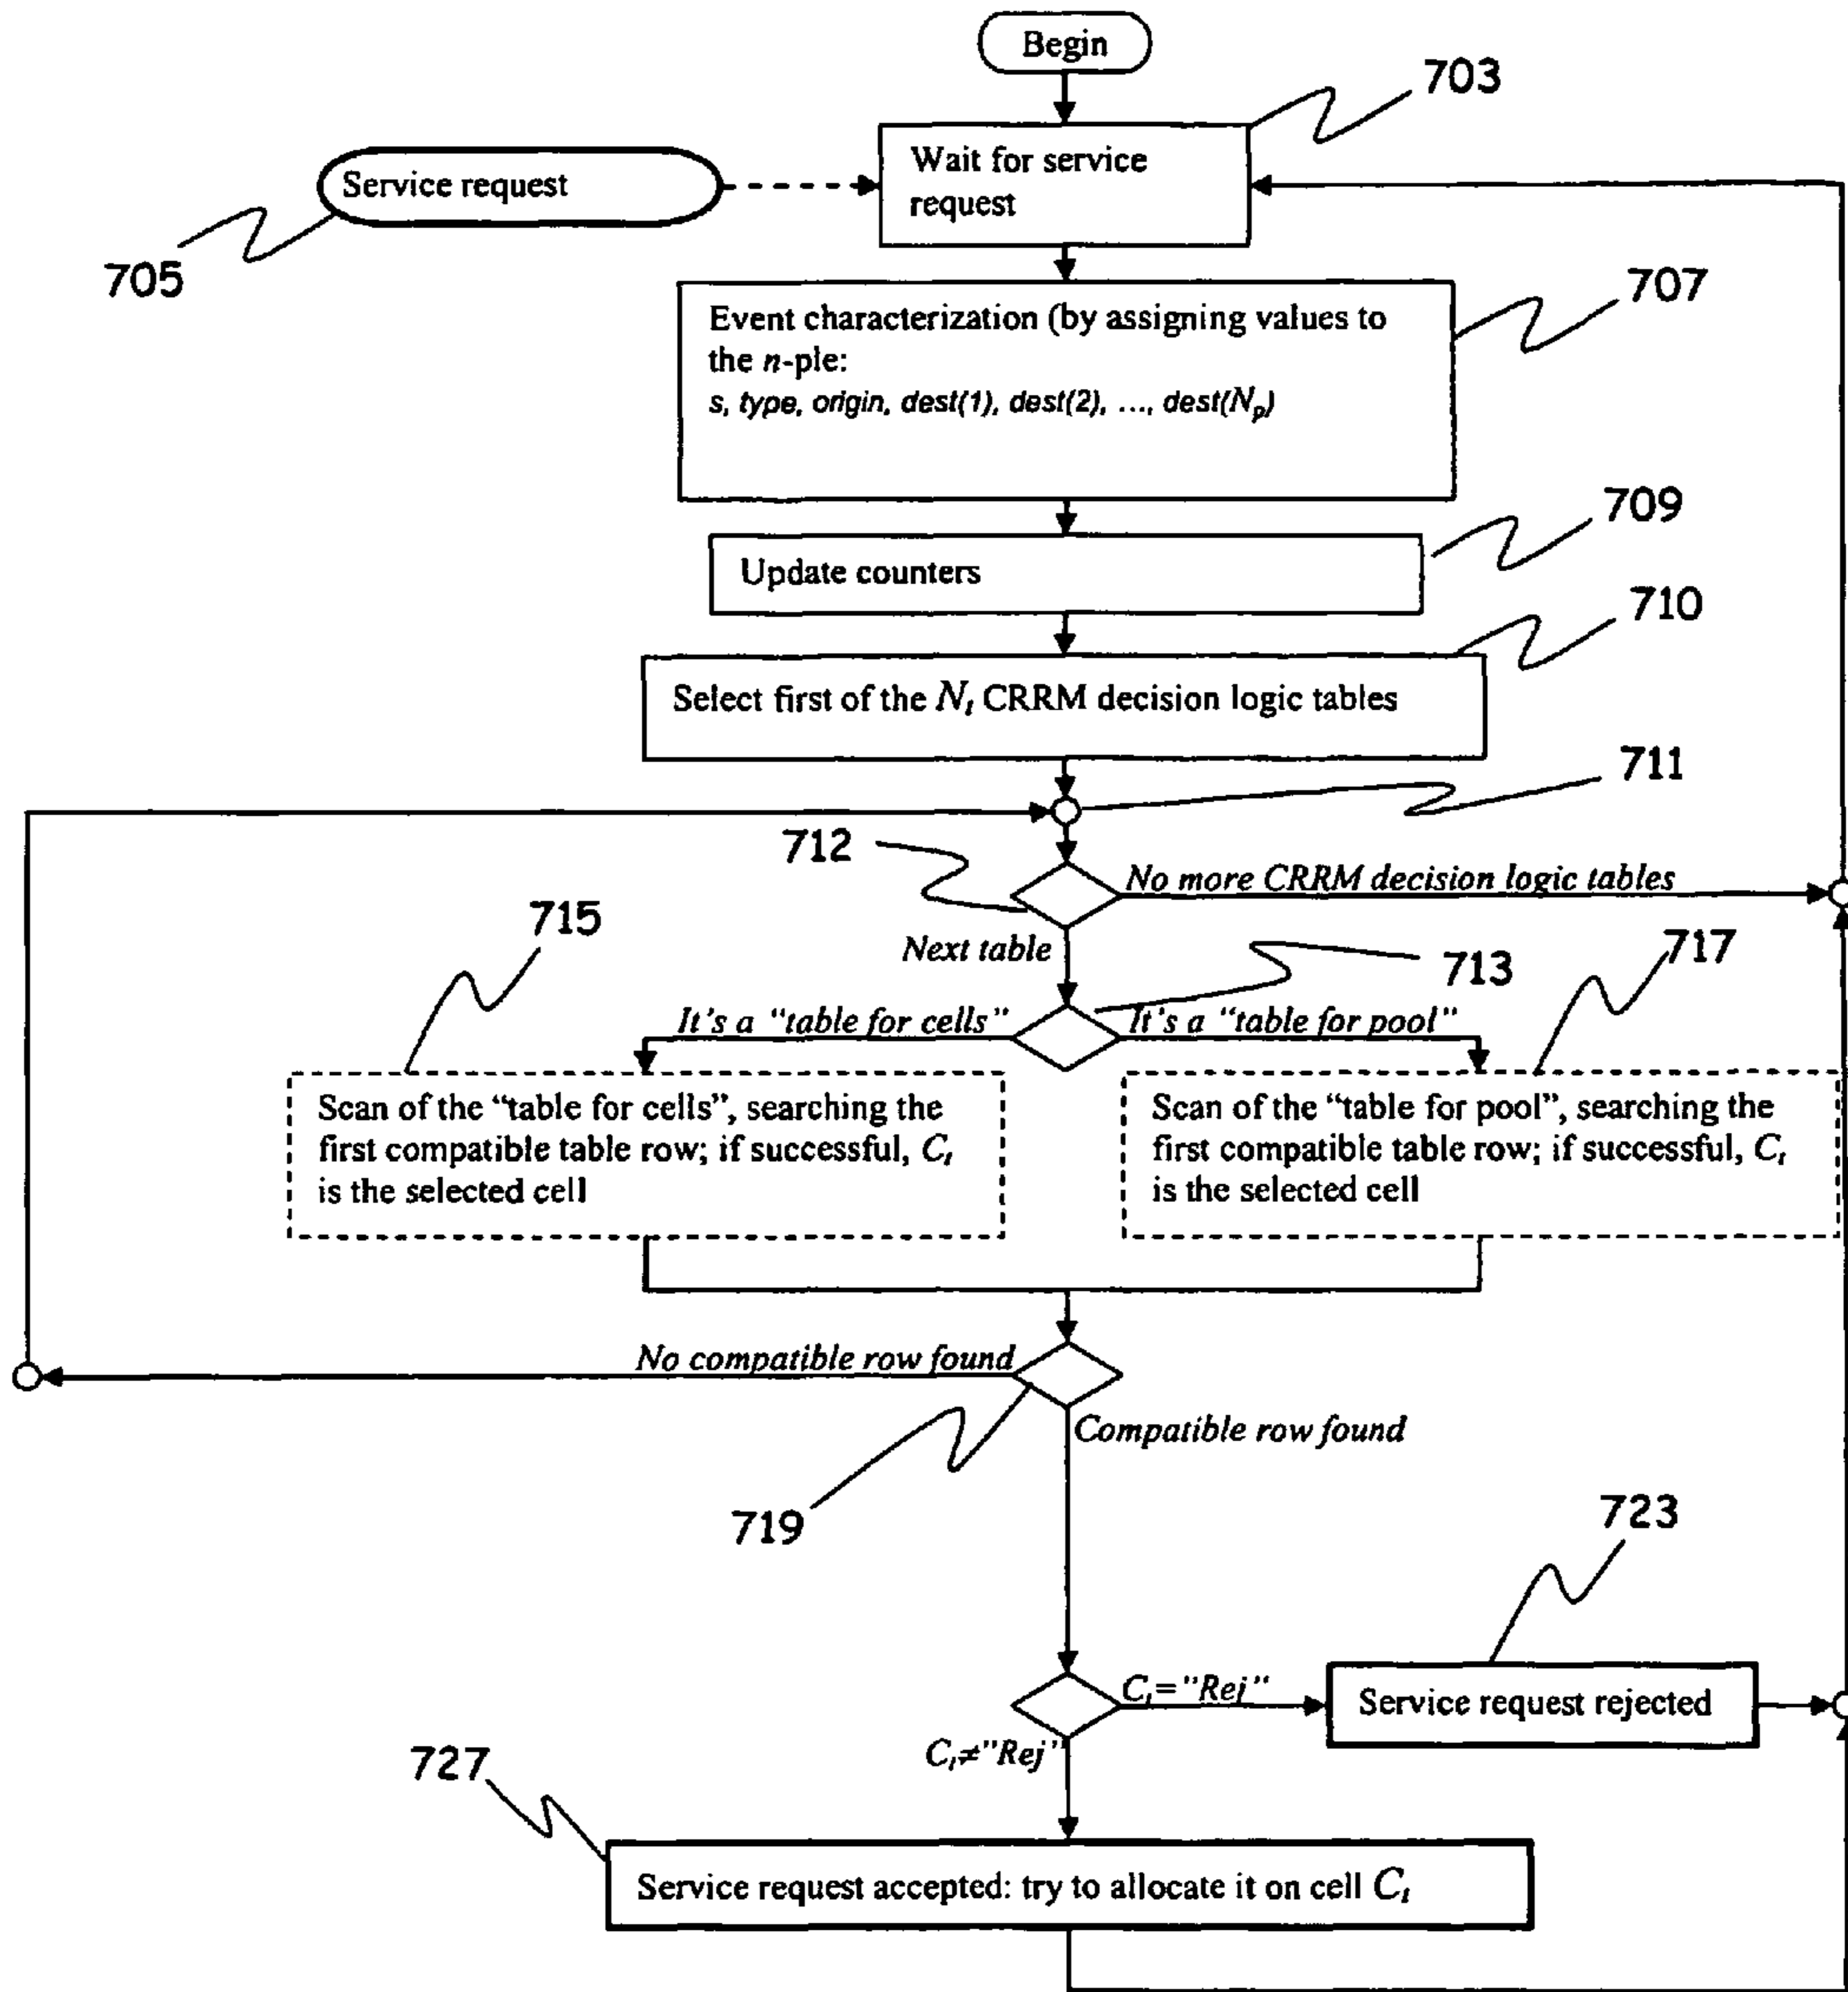 Begin
703
Service request
Wait for service
request
705
707
Event characterization (by assigning values to
the n-ple:
s, type, origin, dest(1), dest(2), ..., dest(Np)
709
Update counters
710
Select first of the Nt CRRM decision logic tables
711
712
No more CRRM decision logic tables
Next table
713
715
717
It's a "table for cells"
It's a "table for pool"
Scan of the “table for cells”, searching the
first compatible table row; if successful, Ci
is the selected cell
Scan of the “table for pool”, searching the
first compatible table row; if successful, Ci
is the selected cell
No compatible row found
Compatible row found
719
723
Ci="Rej"
Service request rejected
Ci≠"Rej"
727
Service request accepted: try to allocate it on cell Ci